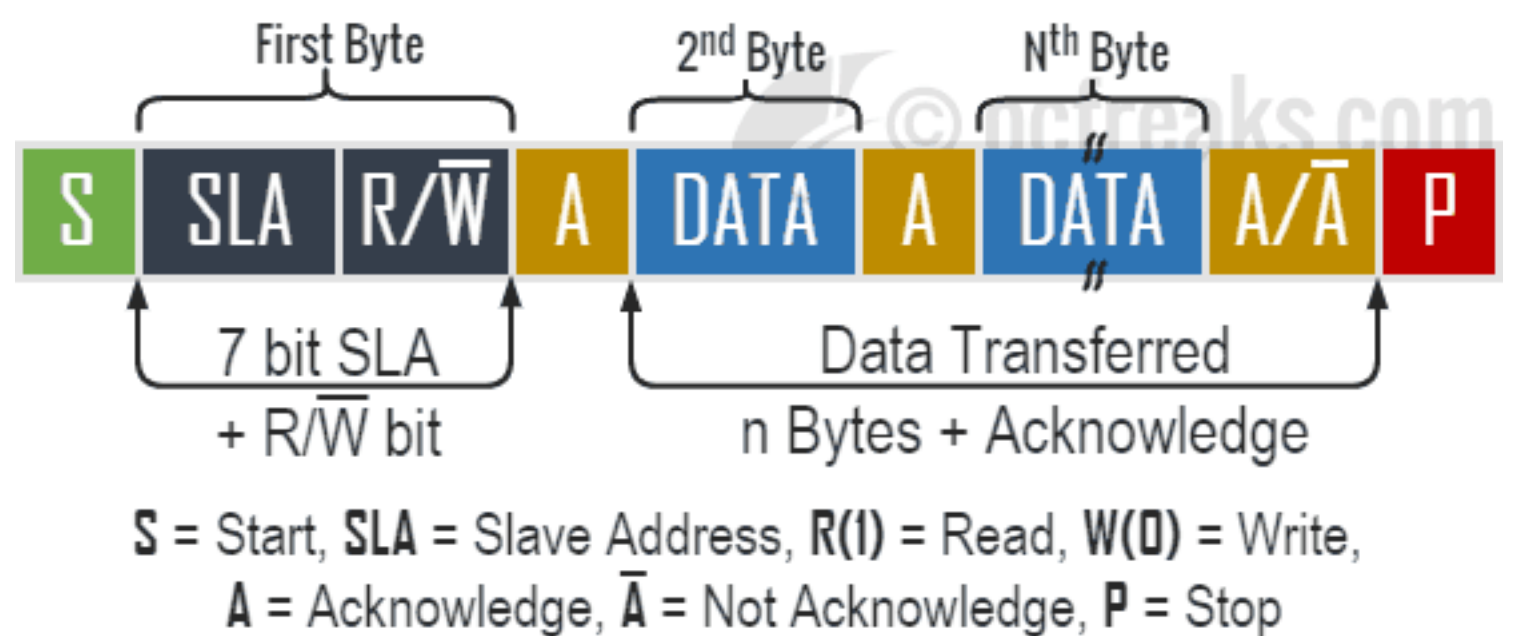 First Byte 2nd Byte Nth Byte
© ocfreaks.com
S SLA R/W̅ A DATA A DATA A/A̅ P
7 bit SLA Data Transferred
+ R/W̅ bit n Bytes + Acknowledge
S = Start, SLA = Slave Address, R(1) = Read, W(0) = Write,
A = Acknowledge, A̅ = Not Acknowledge, P = Stop